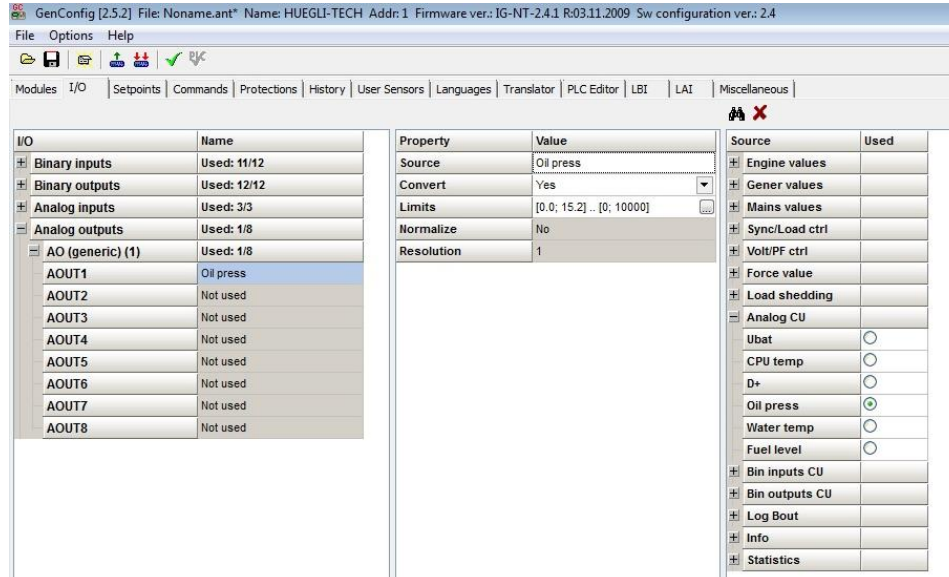 GenConfig [2.5.2] File: Noname.ant* Name: HUEGLI-TECH Addr: 1 Firmware ver.: IG-NT-2.4.1 R:03.11.2009 Sw configuration ver.: 2.4
File Options Help
Modules I/O Setpoints Commands Protections History User Sensors Languages Translator PLC Editor LBI LAI Miscellaneous
I/O Name Property Value Source Used
Binary inputs Used: 11/12 Source Oil press Engine values
Binary outputs Used: 12/12 Convert Yes Gener values
Analog inputs Used: 3/3 Limits [0.0; 15.2] .. [0; 10000] ... Mains values
Analog outputs Used: 1/8 Normalize No Sync/Load ctrl
AO (generic) (1) Used: 1/8 Resolution 1 Volt/PF ctrl
AOUT1 Oil press Force value
AOUT2 Not used Load shedding
AOUT3 Not used Analog CU
AOUT4 Not used Ubat
AOUT5 Not used CPU temp
AOUT6 Not used D+
AOUT7 Not used Oil press
AOUT8 Not used Water temp
Fuel level
Bin inputs CU
Bin outputs CU
Log Bout
Info
Statistics